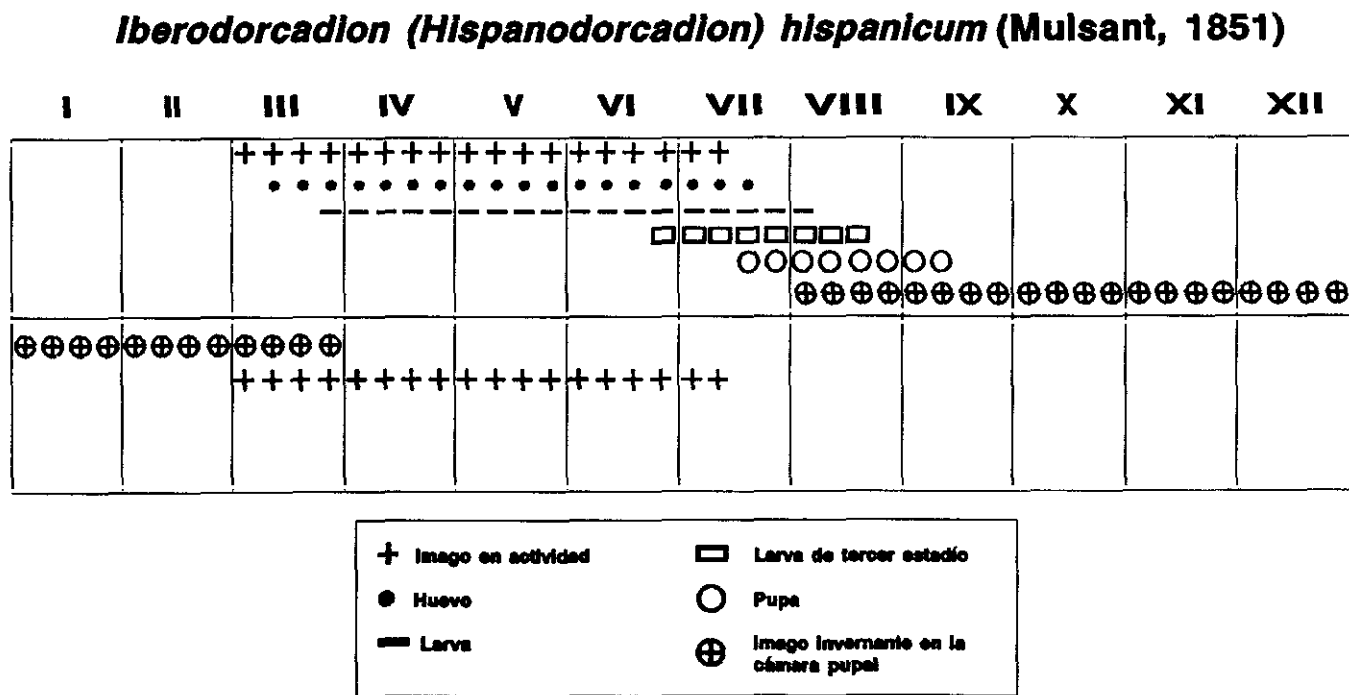 Iberodorcadion (Hispanodorcadion) hispanicum (Mulsant, 1851)
I II III IV V VI VII VIII IX X XI XII
Imago en actividad
Huevo
Larva
Larva de tercer estadío
Pupa
Imago invernante en la
cámara pupal